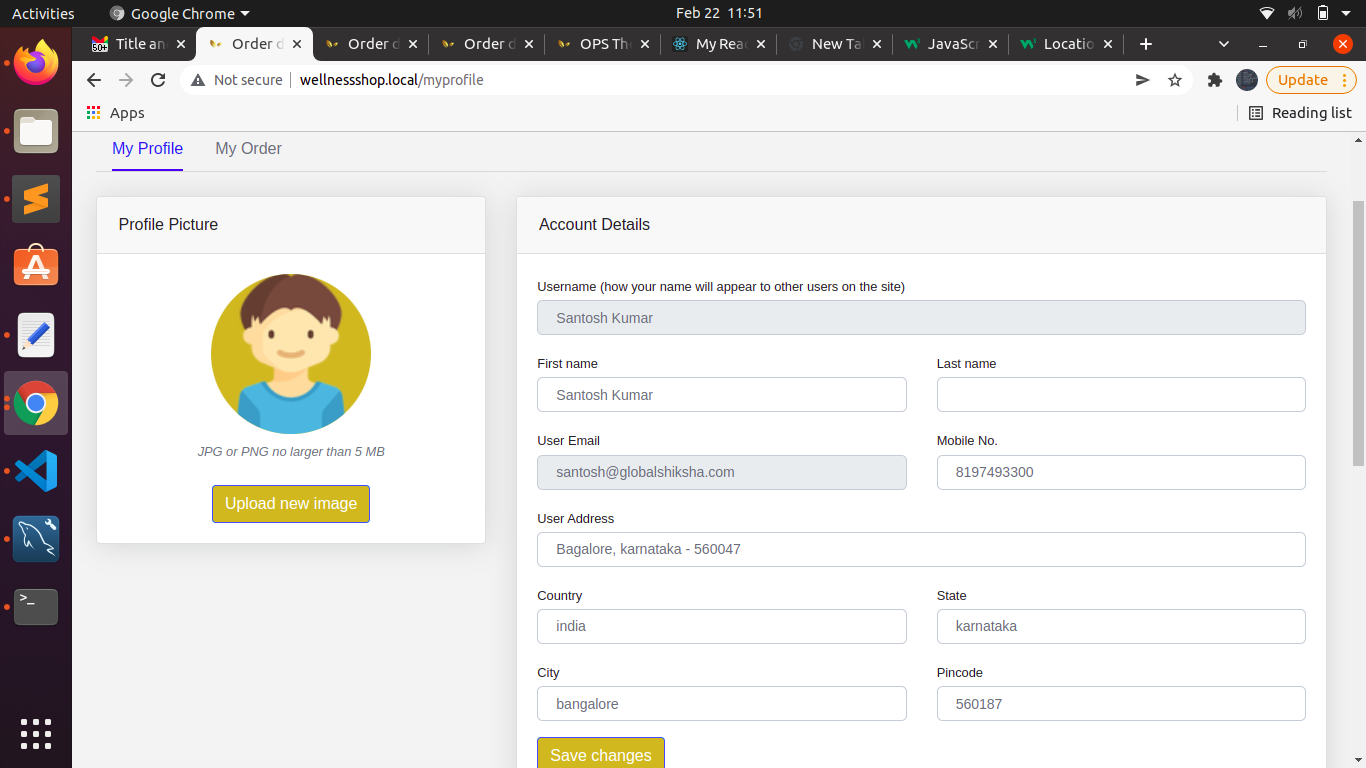 Activities Google Chrome Feb 22 11:51
Title an Order d Order d Order d OPS The My Reac New Ta JavaScr Locatio
50+
Not secure wellnessshop.local/myprofile Update
Apps Reading list
My Profile My Order
Profile Picture
JPG or PNG no larger than 5 MB
Upload new image
Account Details
Username (how your name will appear to other users on the site)
Santosh Kumar
First name Last name
Santosh Kumar
User Email Mobile No.
santosh@globalshiksha.com 8197493300
User Address
Bagalore, karnataka - 560047
Country State
india karnataka
City Pincode
bangalore 560187
Save changes